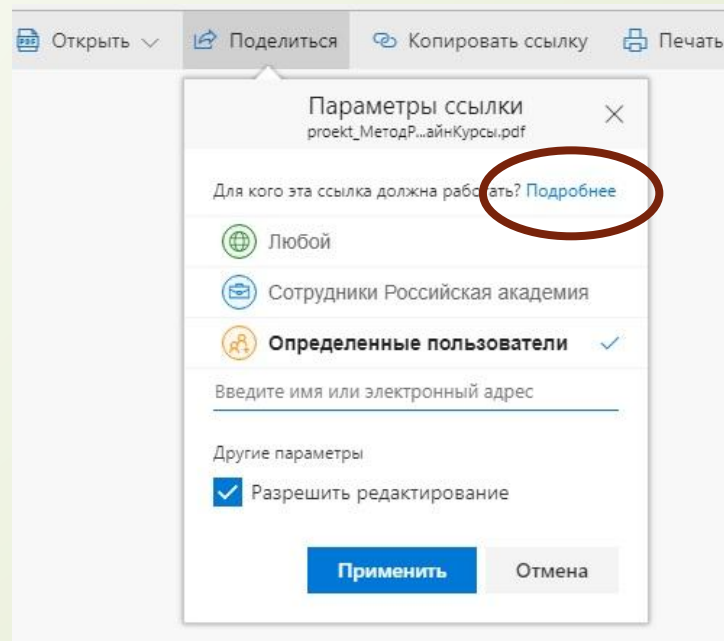 Открыть Поделиться Копировать ссылку Печать
Параметры ссылки
proekt_МетодР...айнКурсы.pdf
Для кого эта ссылка должна работать? Подробнее
Любой
Сотрудники Российская академия
Определенные пользователи
Введите имя или электронный адрес
Другие параметры
Разрешить редактирование
Применить Отмена